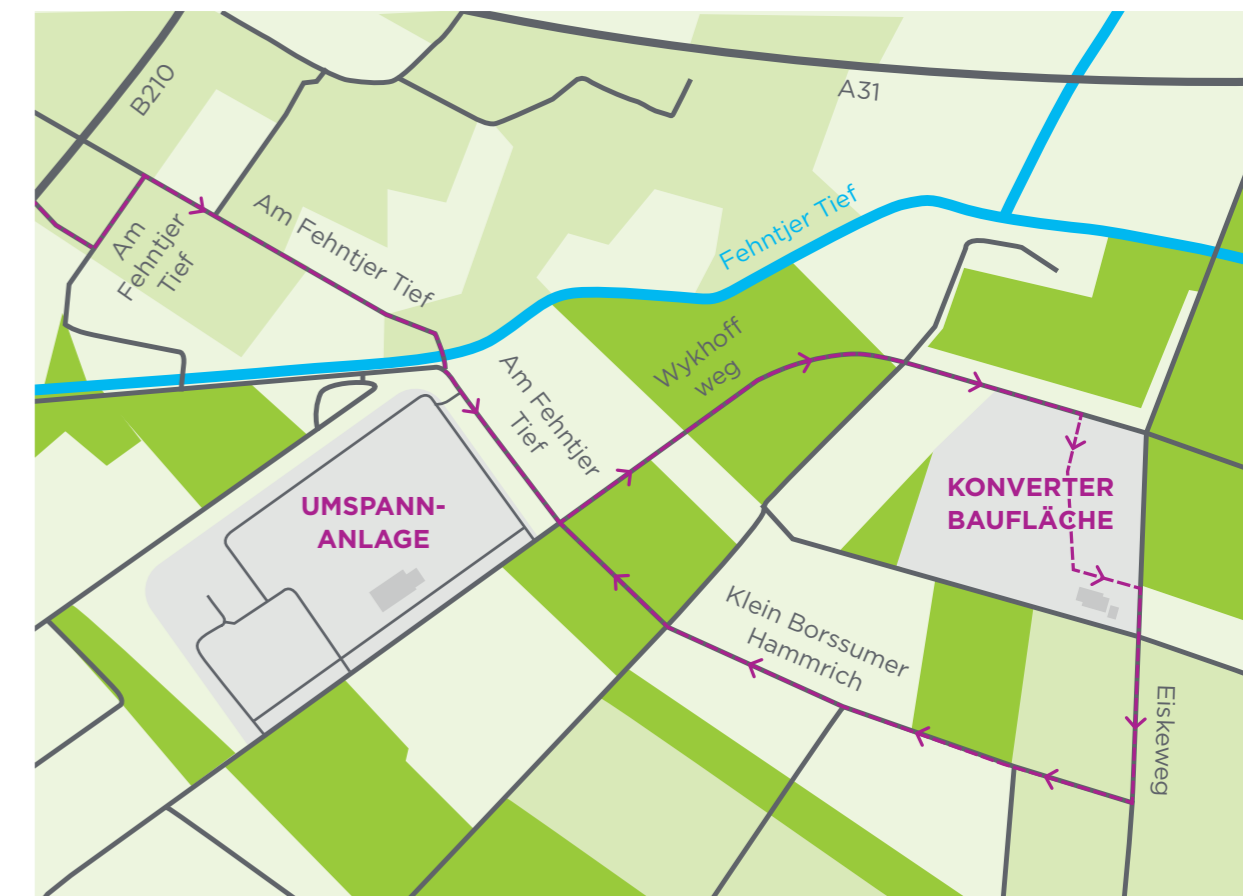 B210
A31
Am
Fehntjer
Tief
Am Fehntjer Tief
Fehntjer Tief
Am Fehntjer
Tief
Wykhoff
weg
UMSPANN-
ANLAGE
KONVERTER
BAUFLÄCHE
Klein Borssumer
Hammrich
Eiskeweg